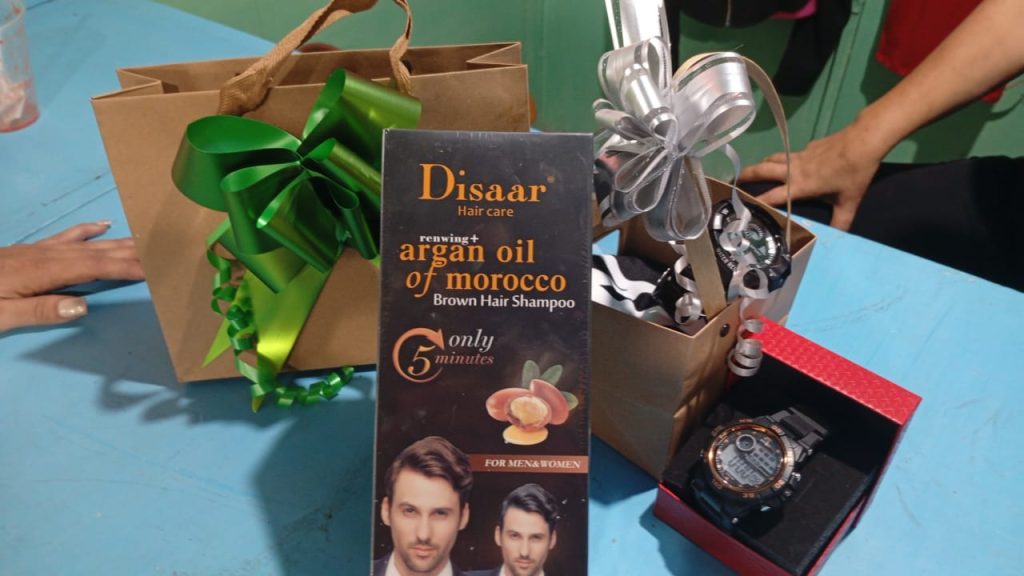 Disaar
Hair care
renwing+
argan oil
of morocco
Brown Hair Shampoo
only
5 minutes
FOR MEN&WOMEN